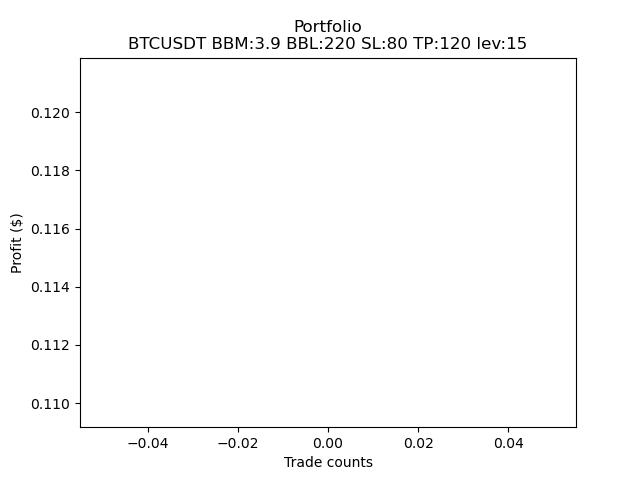 Portfolio
BTCUSDT BBM:3.9 BBL:220 SL:80 TP:120 lev:15
0.120
0.118
0.116
0.114
0.112
0.110
Profit ($)
−0.04
−0.02
0.00
0.02
0.04
Trade counts